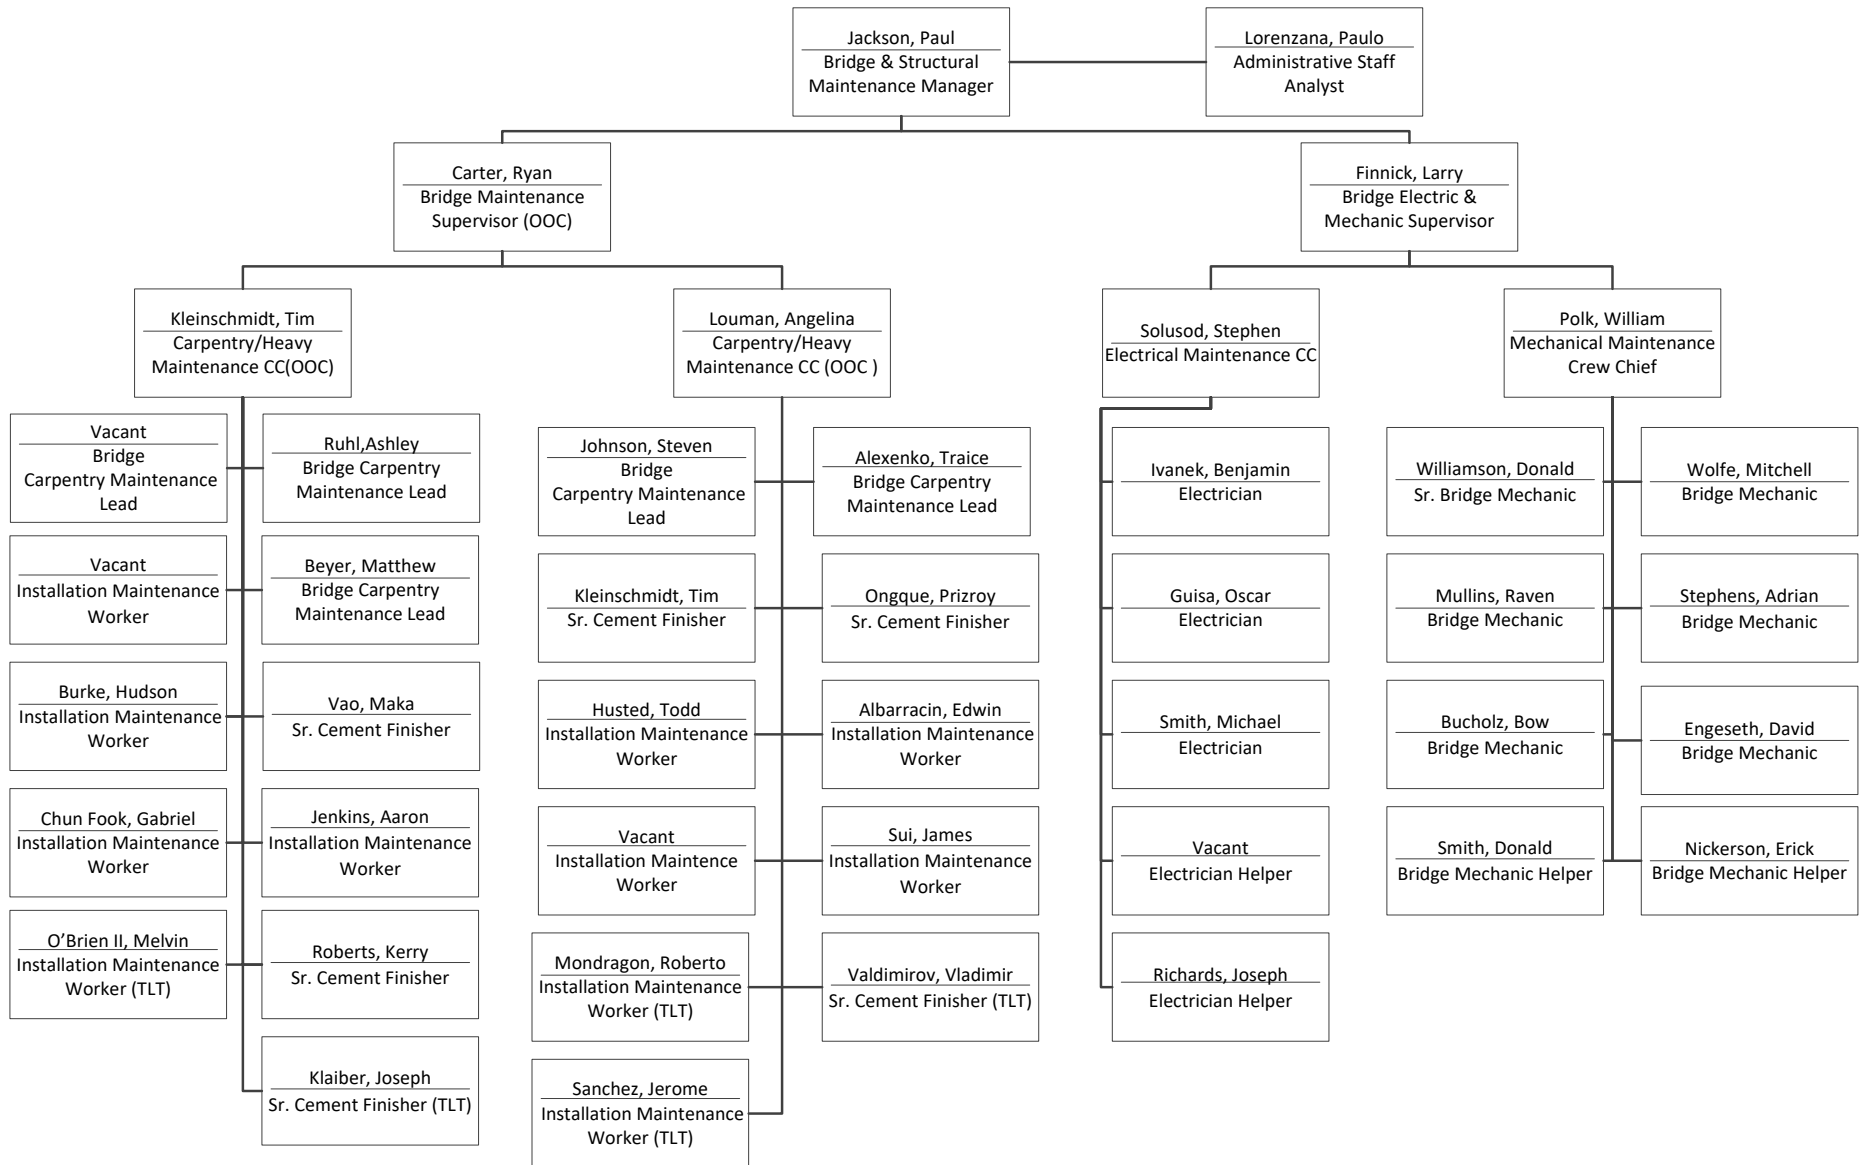 Jackson, Paul
Bridge & Structural
Maintenance Manager
Lorenzana, Paulo
Administrative Staff
Analyst
Carter, Ryan
Bridge Maintenance
Supervisor (OOC)
Finnick, Larry
Bridge Electric &
Mechanic Supervisor
Kleinschmidt, Tim
Carpentry/Heavy
Maintenance CC(OOC)
Louman, Angelina
Carpentry/Heavy
Maintenance CC (OOC )
Solusod, Stephen
Electrical Maintenance CC
Polk, William
Mechanical Maintenance
Crew Chief
Vacant
Bridge
Carpentry Maintenance
Lead
Ruhl,Ashley
Bridge Carpentry
Maintenance Lead
Vacant
Installation Maintenance
Worker
Beyer, Matthew
Bridge Carpentry
Maintenance Lead
Burke, Hudson
Installation Maintenance
Worker
Vao, Maka
Sr. Cement Finisher
Chun Fook, Gabriel
Installation Maintenance
Worker
Jenkins, Aaron
Installation Maintenance
Worker
O’Brien II, Melvin
Installation Maintenance
Worker (TLT)
Roberts, Kerry
Sr. Cement Finisher
Klaiber, Joseph
Sr. Cement Finisher (TLT)
Johnson, Steven
Bridge
Carpentry Maintenance
Lead
Alexenko, Traice
Bridge Carpentry
Maintenance Lead
Kleinschmidt, Tim
Sr. Cement Finisher
Ongque, Prizroy
Sr. Cement Finisher
Husted, Todd
Installation Maintenance
Worker
Albarracin, Edwin
Installation Maintenance
Worker
Vacant
Installation Maintence
Worker
Sui, James
Installation Maintenance
Worker
Mondragon, Roberto
Installation Maintenance
Worker (TLT)
Valdimirov, Vladimir
Sr. Cement Finisher (TLT)
Sanchez, Jerome
Installation Maintenance
Worker (TLT)
Ivanek, Benjamin
Electrician
Guisa, Oscar
Electrician
Smith, Michael
Electrician
Vacant
Electrician Helper
Richards, Joseph
Electrician Helper
Williamson, Donald
Sr. Bridge Mechanic
Wolfe, Mitchell
Bridge Mechanic
Mullins, Raven
Bridge Mechanic
Stephens, Adrian
Bridge Mechanic
Bucholz, Bow
Bridge Mechanic
Engeseth, David
Bridge Mechanic
Smith, Donald
Bridge Mechanic Helper
Nickerson, Erick
Bridge Mechanic Helper